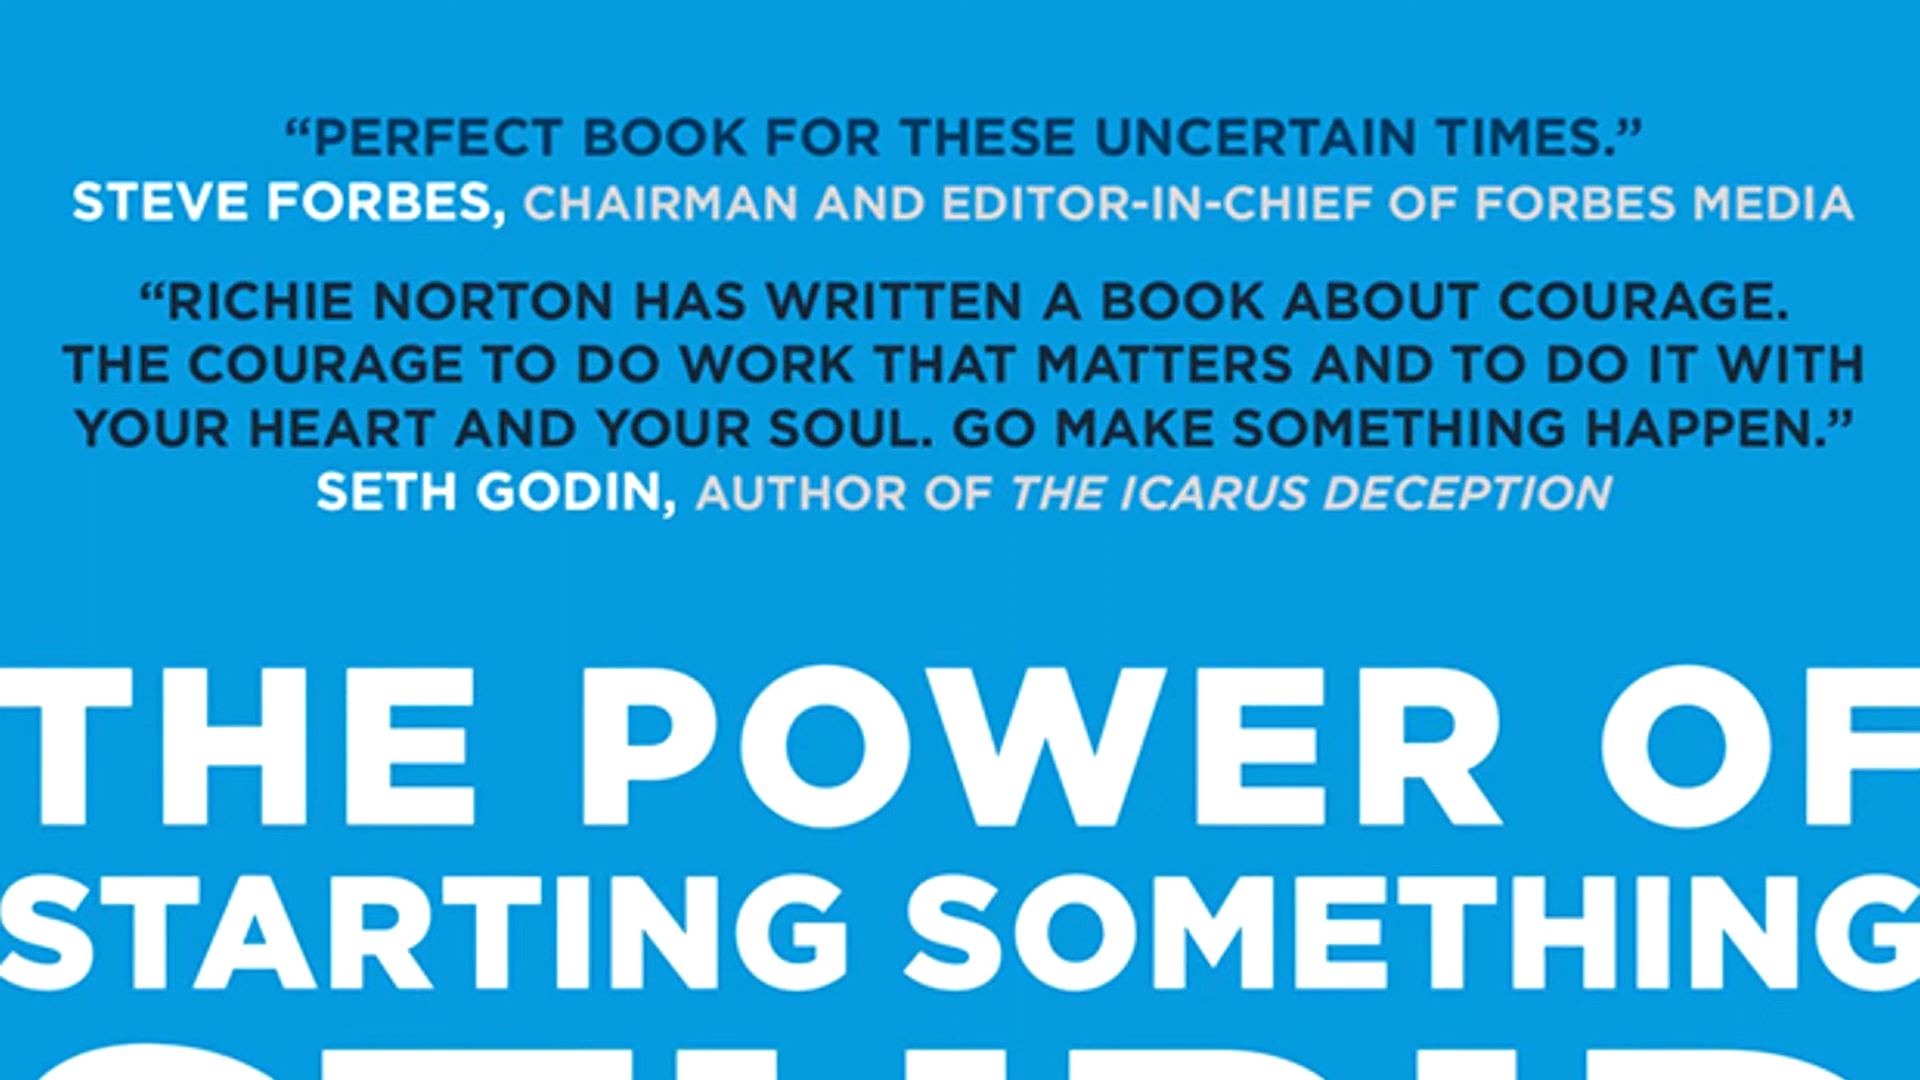 “PERFECT BOOK FOR THESE UNCERTAIN TIMES.”
STEVE FORBES, CHAIRMAN AND EDITOR-IN-CHIEF OF FORBES MEDIA
“RICHIE NORTON HAS WRITTEN A BOOK ABOUT COURAGE.
THE COURAGE TO DO WORK THAT MATTERS AND TO DO IT WITH
YOUR HEART AND YOUR SOUL. GO MAKE SOMETHING HAPPEN.”
SETH GODIN, AUTHOR OF THE ICARUS DECEPTION
THE POWER OF
STARTING SOMETHING